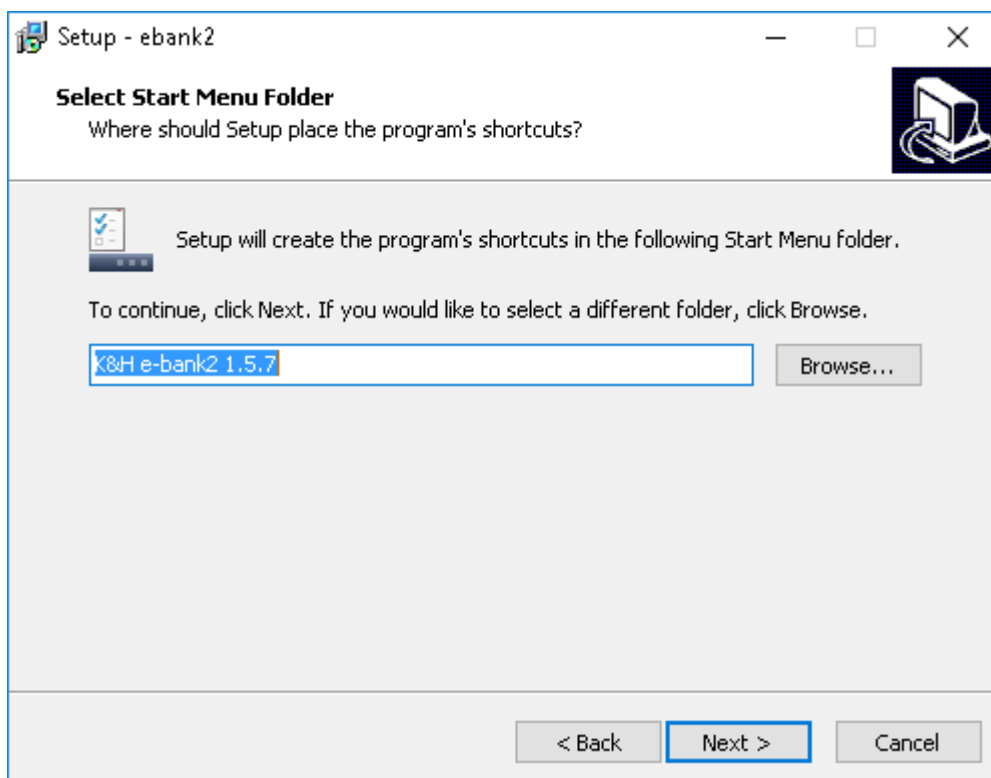 Setup - ebank2
Select Start Menu Folder
Where should Setup place the program's shortcuts?
Setup will create the program's shortcuts in the following Start Menu folder.
To continue, click Next. If you would like to select a different folder, click Browse.
K&H e-bank2 1.5.7
Browse...
< Back
Next >
Cancel